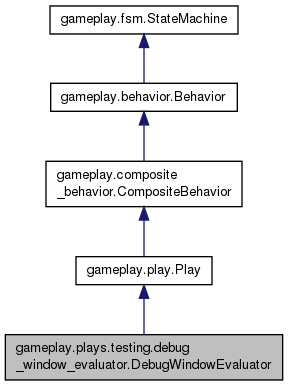 gameplay.fsm.StateMachine
gameplay.behavior.Behavior
gameplay.composite
_behavior.CompositeBehavior
gameplay.play.Play
gameplay.plays.testing.debug
_window_evaluator.DebugWindowEvaluator